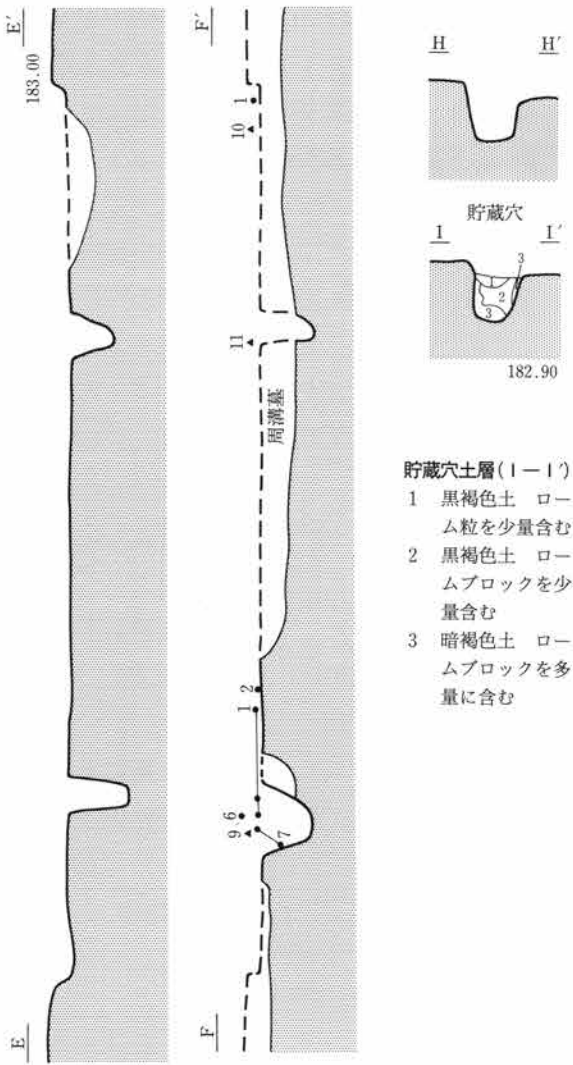 E′
183.00
E
F′
1
10
11
周溝墓
2
1
6
9
7
F
H H′
貯蔵穴
I I′
3
2
3
182.90
貯蔵穴土層(I—I′)
1 黒褐色土 ロー
ム粒を少量含む
2 黒褐色土 ロー
ムブロックを少
量含む
3 暗褐色土 ロー
ムブロックを多
量に含む